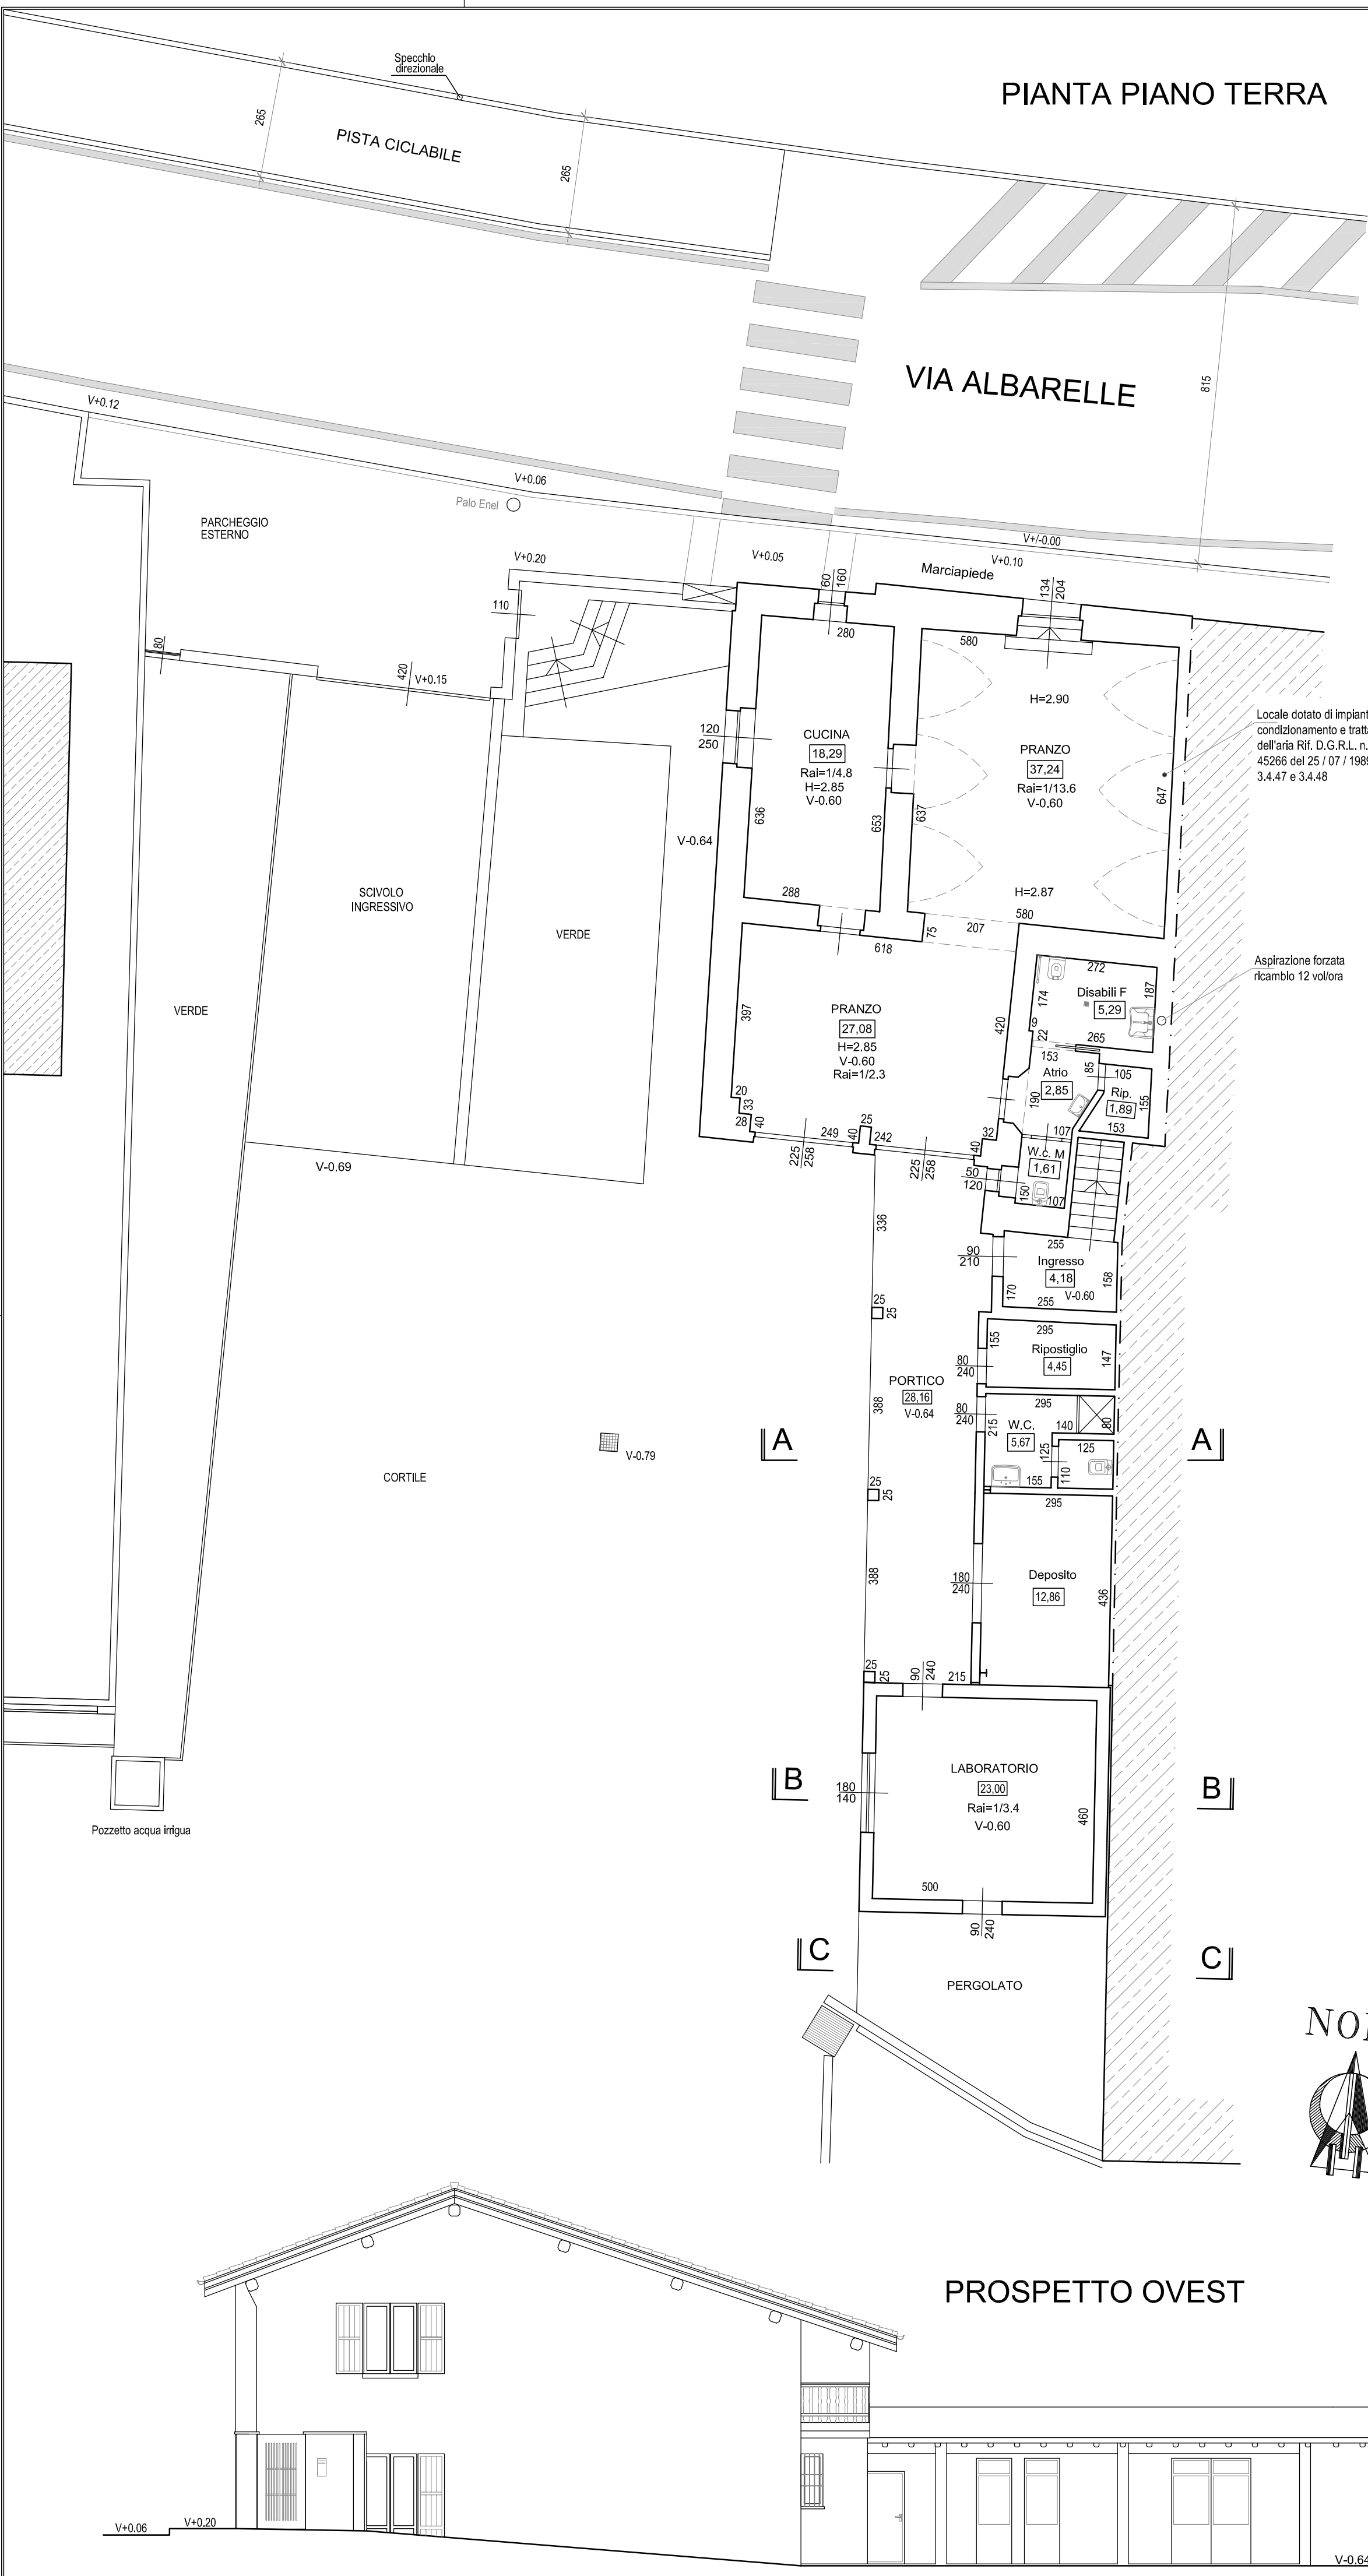 PIANTA PIANO TERRA
Specchio
direzionale
265
PISTA CICLABILE
265
VIA ALBARELLE
815
V+0.12
V+0.06
Palo Enel
PARCHEGGIO
ESTERNO
V+0.20
V+0.05
V+/-0.00
V+0.10
Marciapiede
60
160
134
204
110
80
420
V+0.15
280
580
H=2.90
120
250
CUCINA
18,29
Rai=1/4.8
H=2.85
V-0.60
PRANZO
37,24
Rai=1/13.6
V-0.60
Locale dotato di impiant
condizionamento e tratta
dell'aria Rif. D.G.R.L. n.
45266 del 25 / 07 / 1989
3.4.47 e 3.4.48
636
653
637
647
V-0.64
SCIVOLO
INGRESSIVO
VERDE
288
H=2.87
580
75
207
618
VERDE
PRANZO
27,08
H=2.85
V-0.60
Rai=1/2.3
397
420
272
174
Disabili F
5,29
187
Aspirazione forzata
ricambio 12 vol/ora
9
22
265
153
Atrio
2,85
85
105
Rip.
1,89
155
190
153
20
33
28
40
249
40
25
242
32
40
107
225
258
225
258
W.c. M
1,61
50
120
150
107
V-0.69
336
90
210
255
Ingresso
4,18
V-0.60
158
170
255
25
25
155
295
Ripostiglio
4,45
147
80
240
PORTICO
28,16
V-0.64
388
80
240
295
215
W.C.
5,67
140
80
125
125
110
155
A
A
V-0.79
CORTILE
25
25
295
388
180
240
Deposito
12,86
436
25
25
90
240
215
B
B
180
140
LABORATORIO
23,00
Rai=1/3.4
V-0.60
460
500
90
240
Pozzetto acqua irrigua
C
C
PERGOLATO
NO
PROSPETTO OVEST
V+0.06
V+0.20
V-0.64